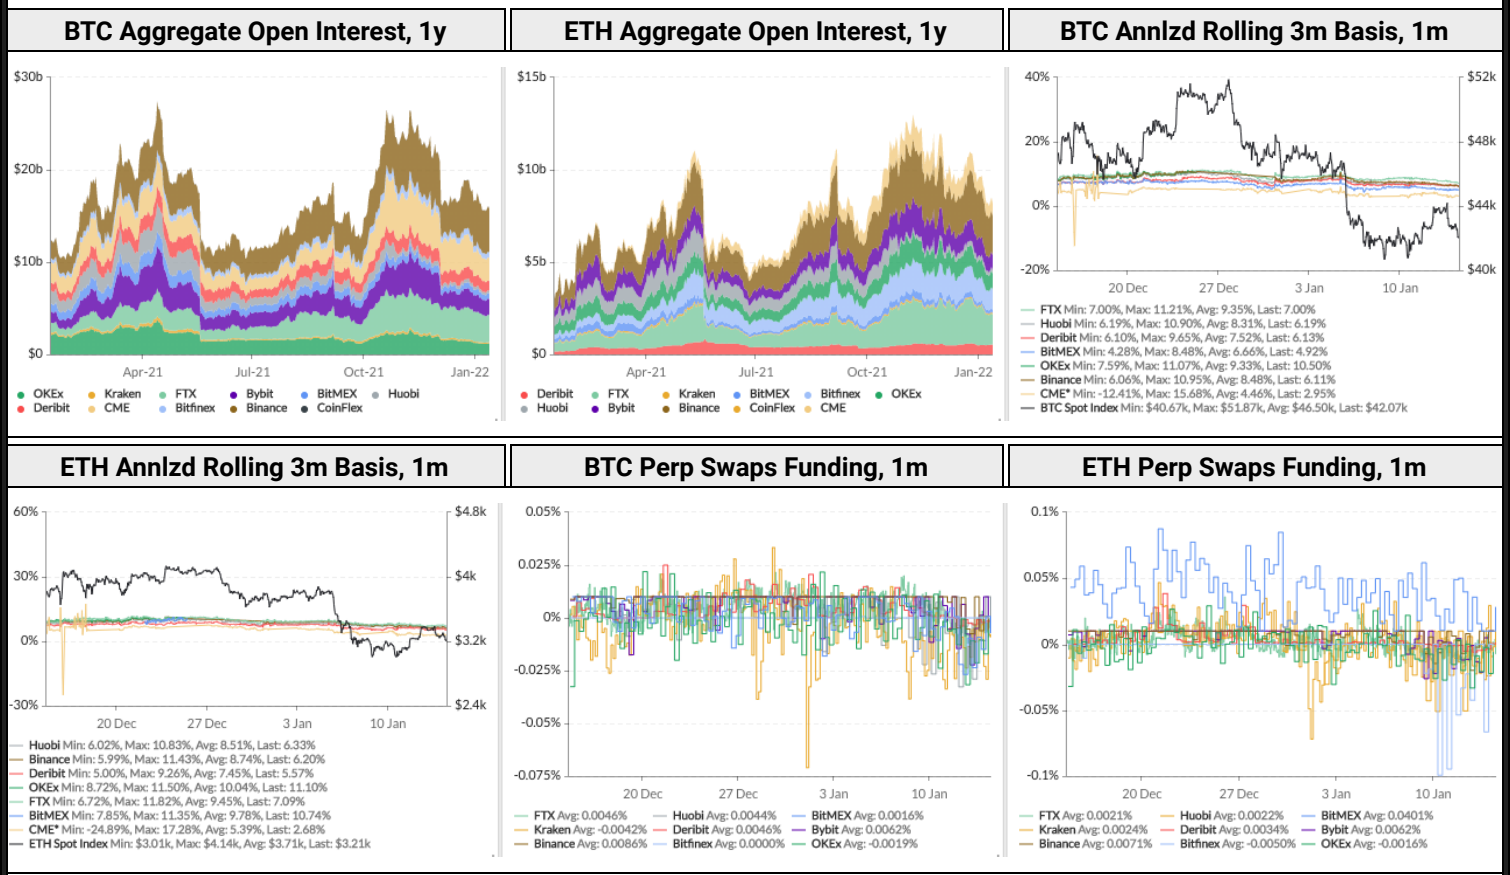 BTC Aggregate Open Interest, 1y
ETH Aggregate Open Interest, 1y
BTC Annlzd Rolling 3m Basis, 1m
$30b
$20b
$10b
$0
Apr-21 Jul-21 Oct-21 Jan-22
OKEx Kraken FTX Bybit BitMEX Huobi
Deribit CME Bitfinex Binance CoinFlex
$15b
$10b
$5b
$0
Apr-21 Jul-21 Oct-21 Jan-22
Deribit FTX Kraken BitMEX Bitfinex OKEx
Huobi Bybit Binance CoinFlex CME
40% $52k
20% $48k
0% $44k
-20% $40k
20 Dec 27 Dec 3 Jan 10 Jan
FTX Min: 7.00%, Max: 11.21%, Avg: 9.35%, Last: 7.00%
Huobi Min: 6.19%, Max: 10.90%, Avg: 8.31%, Last: 6.19%
Deribit Min: 6.10%, Max: 9.65%, Avg: 7.52%, Last: 6.13%
BitMEX Min: 4.28%, Max: 8.48%, Avg: 6.66%, Last: 4.92%
OKEx Min: 7.59%, Max: 11.07%, Avg: 9.33%, Last: 10.50%
Binance Min: 6.06%, Max: 10.95%, Avg: 8.48%, Last: 6.11%
CME* Min: -12.41%, Max: 15.68%, Avg: 4.46%, Last: 2.95%
BTC Spot Index Min: $40.67k, Max: $51.87k, Avg: $46.50k, Last: $42.07k
ETH Annlzd Rolling 3m Basis, 1m
BTC Perp Swaps Funding, 1m
ETH Perp Swaps Funding, 1m
60% $4.8k
30% $4k
0% $3.2k
-30% $2.4k
20 Dec 27 Dec 3 Jan 10 Jan
Huobi Min: 6.02%, Max: 10.83%, Avg: 8.51%, Last: 6.33%
Binance Min: 5.99%, Max: 11.43%, Avg: 8.74%, Last: 6.20%
Deribit Min: 5.00%, Max: 9.26%, Avg: 7.45%, Last: 5.57%
OKEx Min: 8.72%, Max: 11.50%, Avg: 10.04%, Last: 11.10%
FTX Min: 6.72%, Max: 11.82%, Avg: 9.45%, Last: 7.09%
BitMEX Min: 7.85%, Max: 11.35%, Avg: 9.78%, Last: 10.74%
CME* Min: -24.89%, Max: 17.28%, Avg: 5.39%, Last: 2.68%
ETH Spot Index Min: $3.01k, Max: $4.14k, Avg: $3.71k, Last: $3.21k
0.05%
0.025%
0%
-0.025%
-0.05%
-0.075%
20 Dec 27 Dec 3 Jan 10 Jan
FTX Avg: 0.0046% Huobi Avg: 0.0044% BitMEX Avg: 0.0016%
Kraken Avg: -0.0042% Deribit Avg: 0.0046% Bybit Avg: 0.0062%
Binance Avg: 0.0086% Bitfinex Avg: 0.0000% OKEx Avg: -0.0019%
0.1%
0.05%
0%
-0.05%
-0.1%
20 Dec 27 Dec 3 Jan 10 Jan
FTX Avg: 0.0021% Huobi Avg: 0.0022% BitMEX Avg: 0.0401%
Kraken Avg: 0.0024% Deribit Avg: 0.0034% Bybit Avg: 0.0062%
Binance Avg: 0.0071% Bitfinex Avg: -0.0050% OKEx Avg: -0.0016%